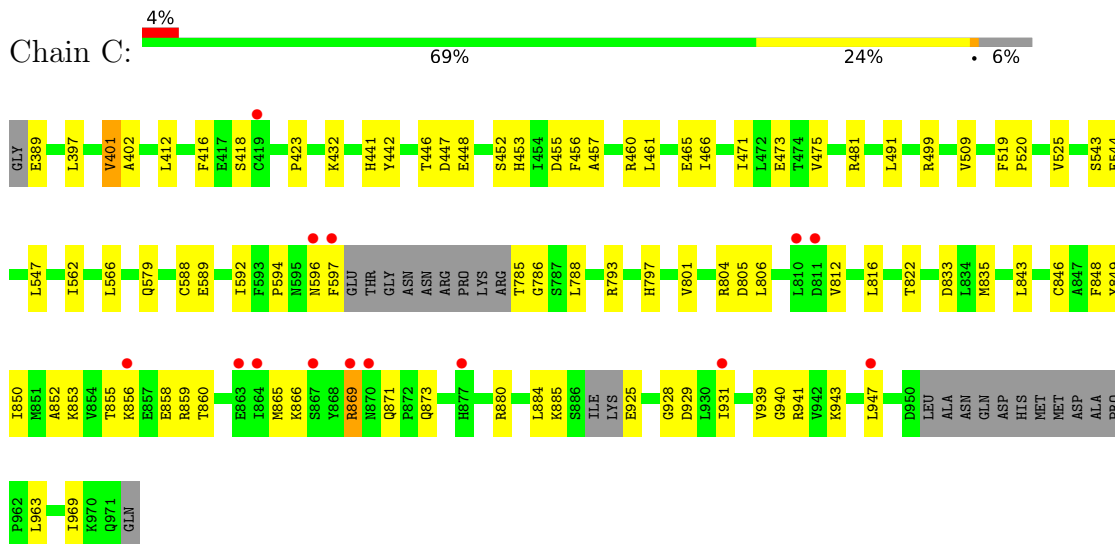 4%
Chain C:
69% 24% • 6%
GLY E389 L397 V401 A402 L412 F416 E417 S418 C419 P423 K432 H441 Y442 T446 D447 E448 S452 H453 I454 D455 F456 A457 R460 L461 E465 I466 I471 L472 E473 T474 V475 R481 L491 R499 V509 F519 P520 V525 S543
L547 I562 L566 Q579 C588 E589 I592 F593 P594 N595 N596 F597 GLU THR GLY ASN ASN ARG PRO LYS ARG T785 G786 S787 L788 R793 H797 V801 R804 D805 L806 L810 D811 V812 L816 T822 D833 L834 M835 L843 C846 A847 F848
I850 M851 A852 K853 V854 T855 K856 E857 E858 R859 T860 E863 I864 M865 K866 S867 Y868 R869 N870 Q871 P872 Q873 H877 R880 L884 K885 S886 ILE LYS E925 G928 D929 L930 I931 V939 G940 R941 V942 K943 L947 D950 LEU ALA ASN GLN ASP HIS MET MET ASP ALA
P962 L963 I969 K970 Q971 GLN